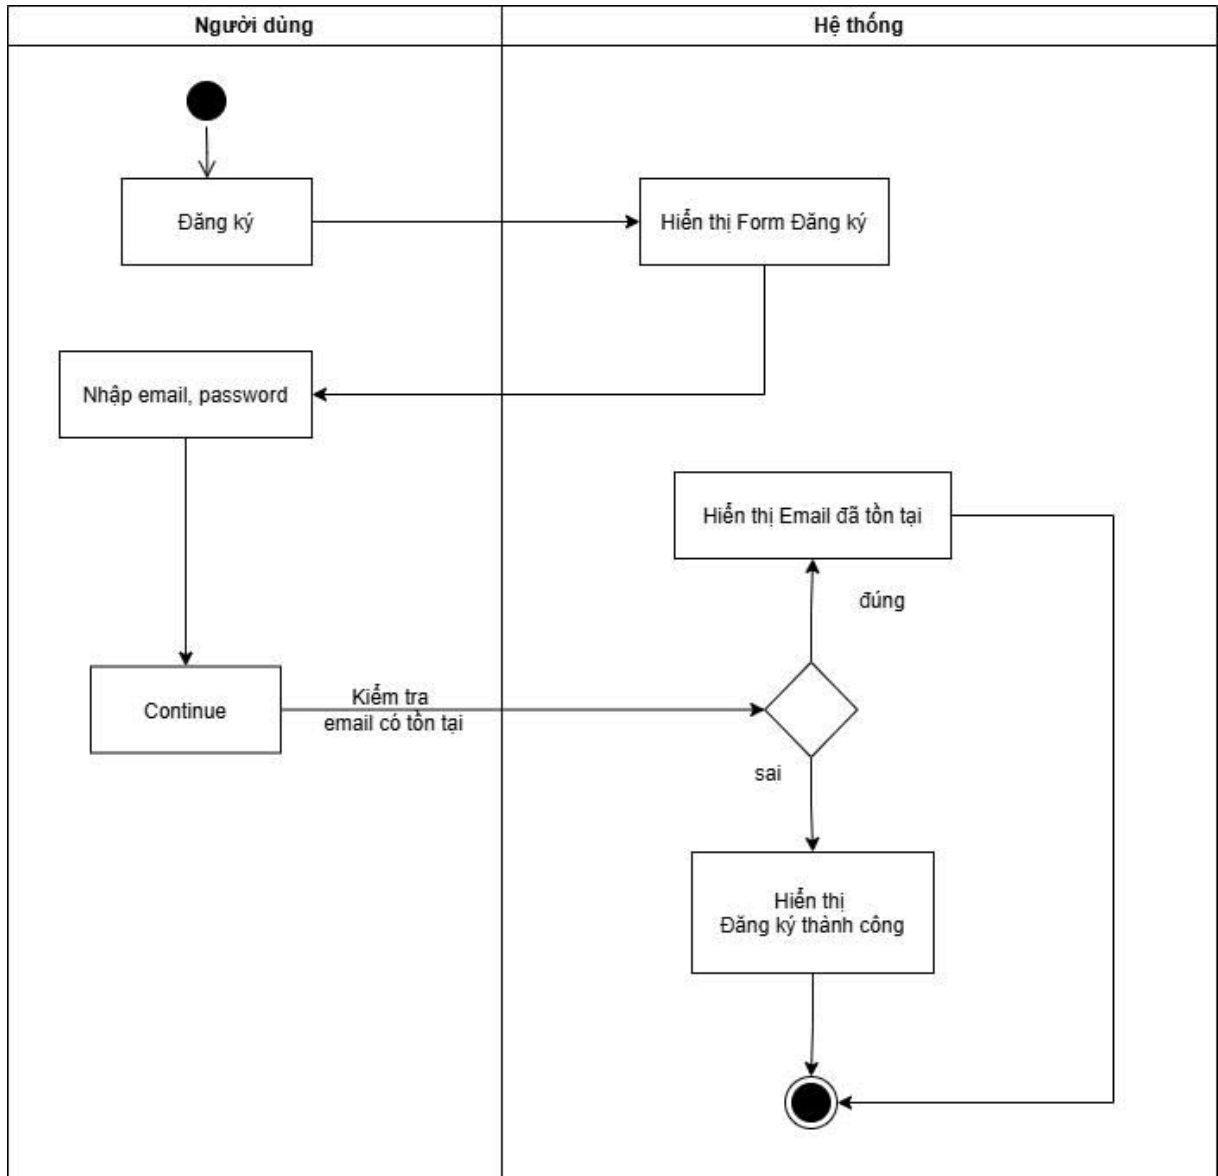 Người dùng
Hệ thống
Đăng ký
Hiển thị Form Đăng ký
Nhập email, password
Hiển thị Email đã tồn tại
đúng
Continue
Kiểm tra
email có tồn tại
sai
Hiển thị
Đăng ký thành công